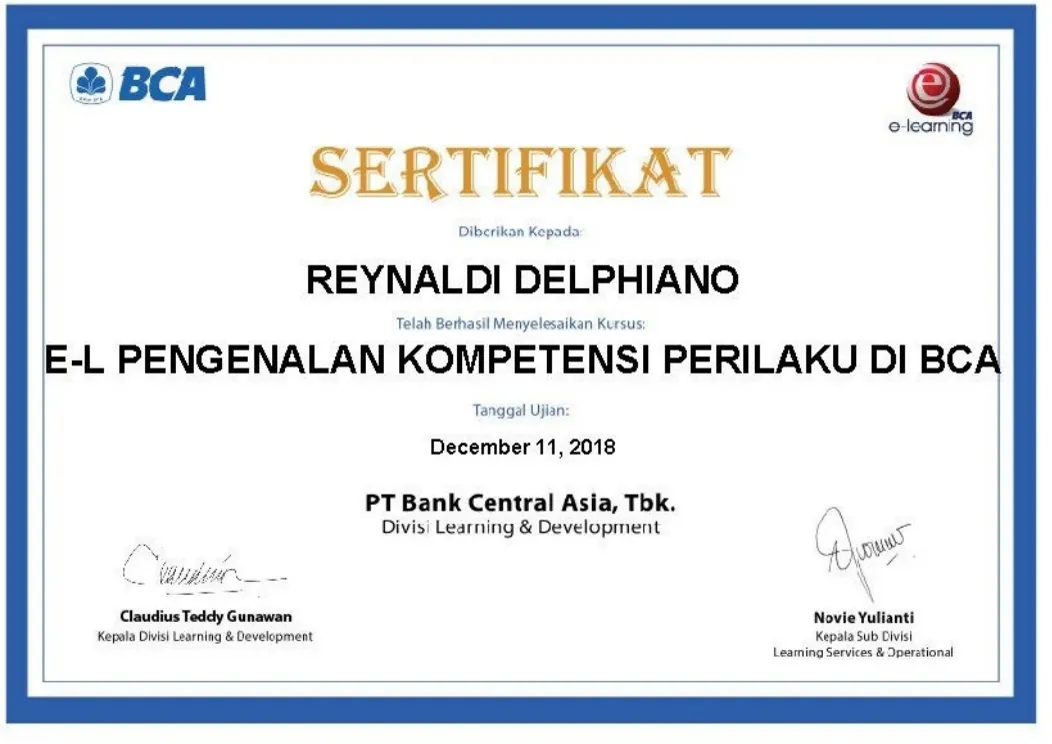 BCA
e
BCA
e-learning
SERTIFIKAT
Diberikan Kepada:
REYNALDI DELPHIANO
Telah Berhasil Menyelesaikan Kursus:
E-L PENGENALAN KOMPETENSI PERILAKU DI BCA
Tanggal Ujian:
December 11, 2018
PT Bank Central Asia, Tbk.
Divisi Learning & Development
Claudius Teddy Gunawan
Kepala Divisi Learning & Development
Novie Yulianti
Kepala Sub Divisi
Learning Services & Operational